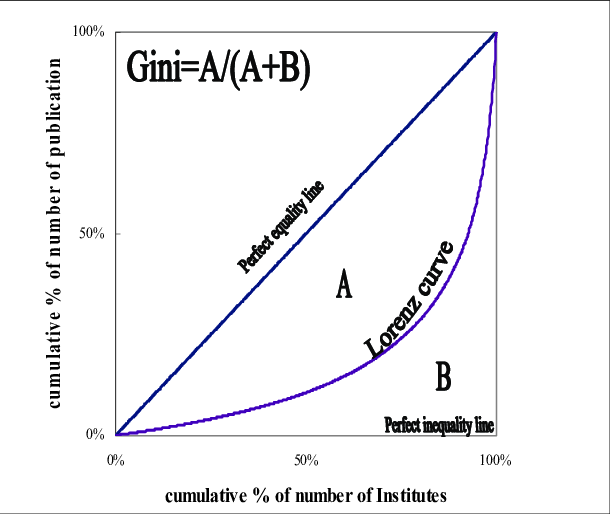 100%
Gini=A/(A+B)
cumulative % of number of publication
Perfect equality line
50%
A
Lorenz curve
B
Perfect inequality line
0%
0%
50%
100%
cumulative % of number of Institutes